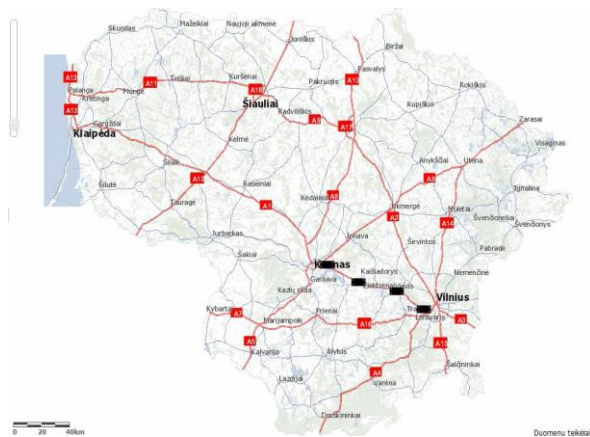 Skuodas
Mažeikiai
Naujoji akmenė
Joniškis
Biržai
A13
Palanga
Kretinga
Plungė
A11
Telšiai
Kuršėnai
A18
Šiauliai
Pakruojis
A10
Pasvalys
Rokiškis
A13
Gargždai
Klaipėda
Radviliškis
A9
A17
Kupiškis
Zarasai
Kelmė
Visaginas
Šilalė
A12
Raseiniai
Anykščiai
Utena
A6
Ignalina
Šilutė
Tauragė
A1
Kėdainiai
A8
Ukmergė
A2
Molėtai
A14
Švenčionėliai
Švenčionys
Jurbarkas
Jonava
Širvintos
Pabradė
Šakiai
Kaunas
Kaišiadorys
Nemenčinė
Garliava
Vilnius
Kazlų rūda
Kybartai
A7
Marijampolė
Prienai
A16
Lentvaris
A3
A5
Kalvarija
Alytus
A15
Šalčininkai
A4
Lazdijai
Varėna
Druskininkai
0 20 40km
Duomenų teikėjai